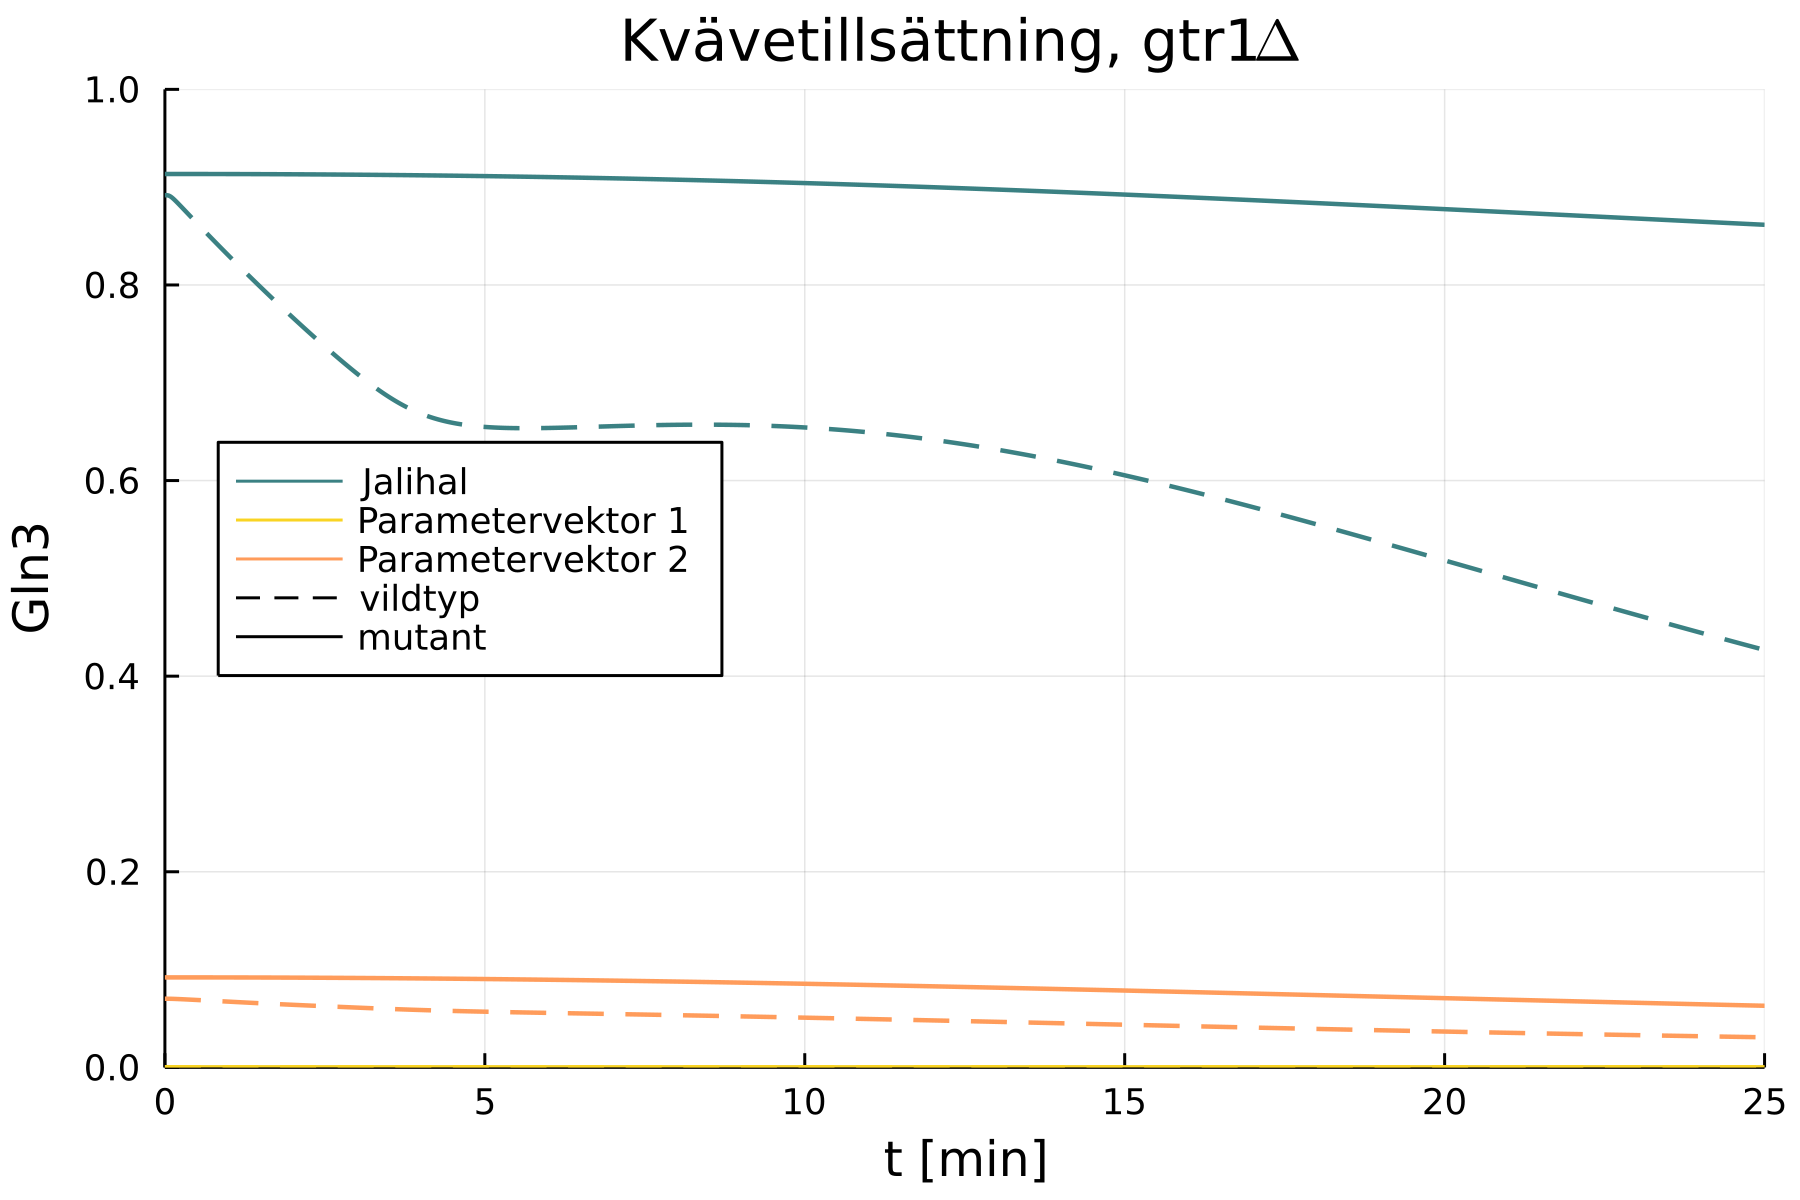 Kvävetillsättning, gtr1Δ
1.0
0.8
0.6
0.4
0.2
0.0
Gln3
Jalihal
Parametervektor 1
Parametervektor 2
vildtyp
mutant
0 5 10 15 20 25
t [min]